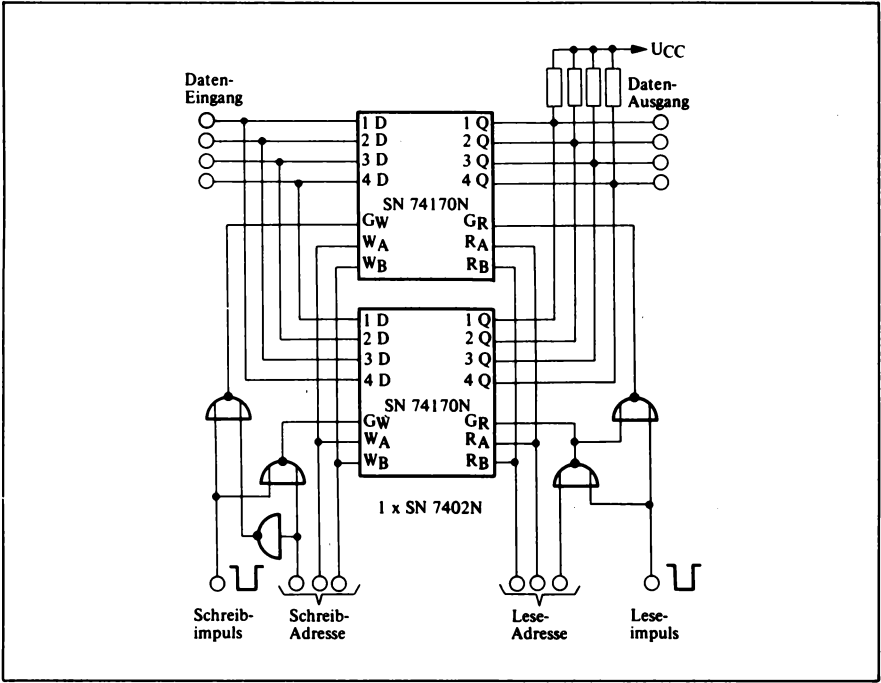 UCC
Daten-
Eingang
Daten-
Ausgang
1 D
2 D
3 D
4 D
1 Q
2 Q
3 Q
4 Q
SN 74170N
GW
WA
WB
GR
RA
RB
1 D
2 D
3 D
4 D
1 Q
2 Q
3 Q
4 Q
SN 74170N
GW
WA
WB
GR
RA
RB
1 x SN 7402N
Schreib-
impuls
Schreib-
Adresse
Lese-
Adresse
Lese-
impuls